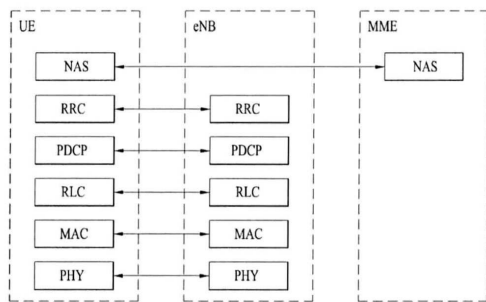 UE eNB MME
NAS NAS
RRC RRC
PDCP PDCP
RLC RLC
MAC MAC
PHY PHY